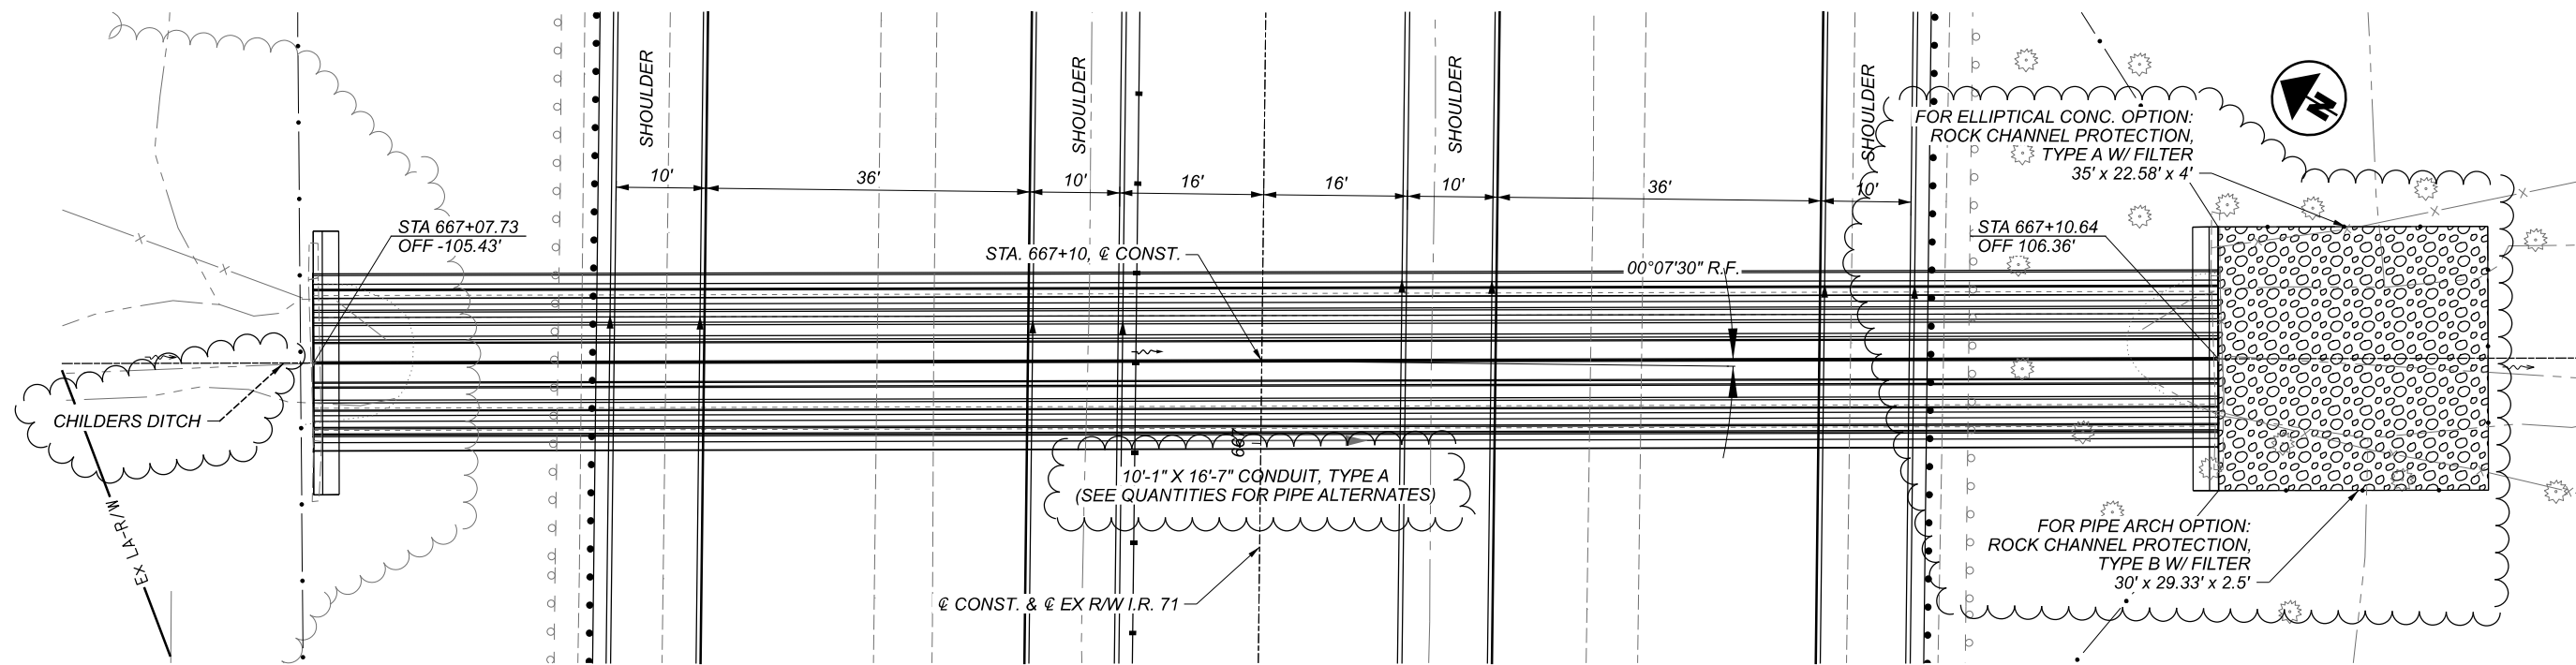 SHOULDER
SHOULDER
SHOULDER
SHOULDER
N
FOR ELLIPTICAL CONC. OPTION:
ROCK CHANNEL PROTECTION,
TYPE A W/ FILTER
35' x 22.58' x 4'
10'
36'
10'
16'
16'
10'
36'
10'
STA 667+07.73
OFF -105.43'
STA. 667+10, ℄ CONST.
00°07'30" R.F.
STA 667+10.64
OFF 106.36'
CHILDERS DITCH
EX LA-R/W
667
10'-1" X 16'-7" CONDUIT, TYPE A
(SEE QUANTITIES FOR PIPE ALTERNATES)
FOR PIPE ARCH OPTION:
ROCK CHANNEL PROTECTION,
TYPE B W/ FILTER
30' x 29.33' x 2.5'
℄ CONST. & ℄ EX R/W I.R. 71